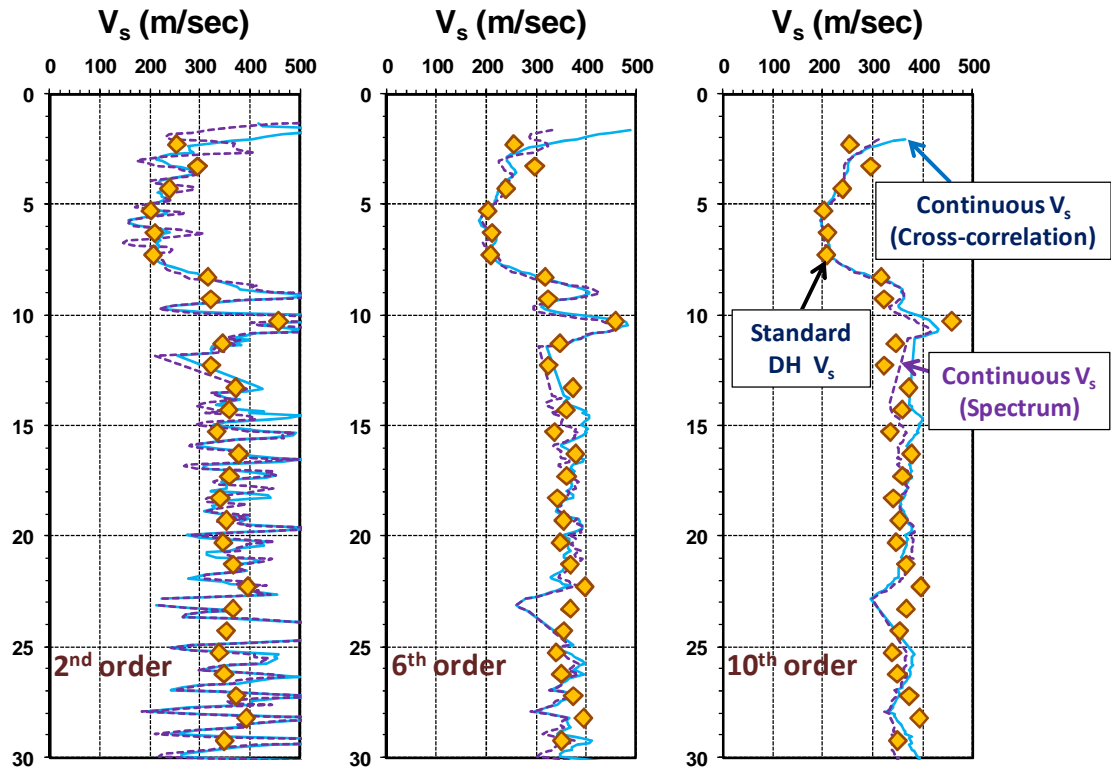 Vs (m/sec) Vs (m/sec) Vs (m/sec)
0 100 200 300 400 500 0 100 200 300 400 500 0 100 200 300 400 500
0 0 0
5 5 5
Continuous Vs
(Cross-correlation)
10 10 10
Standard
DH Vs
Continuous Vs
(Spectrum)
15 15 15
20 20 20
25 25 25
2nd order 6th order 10th order
30 30 30